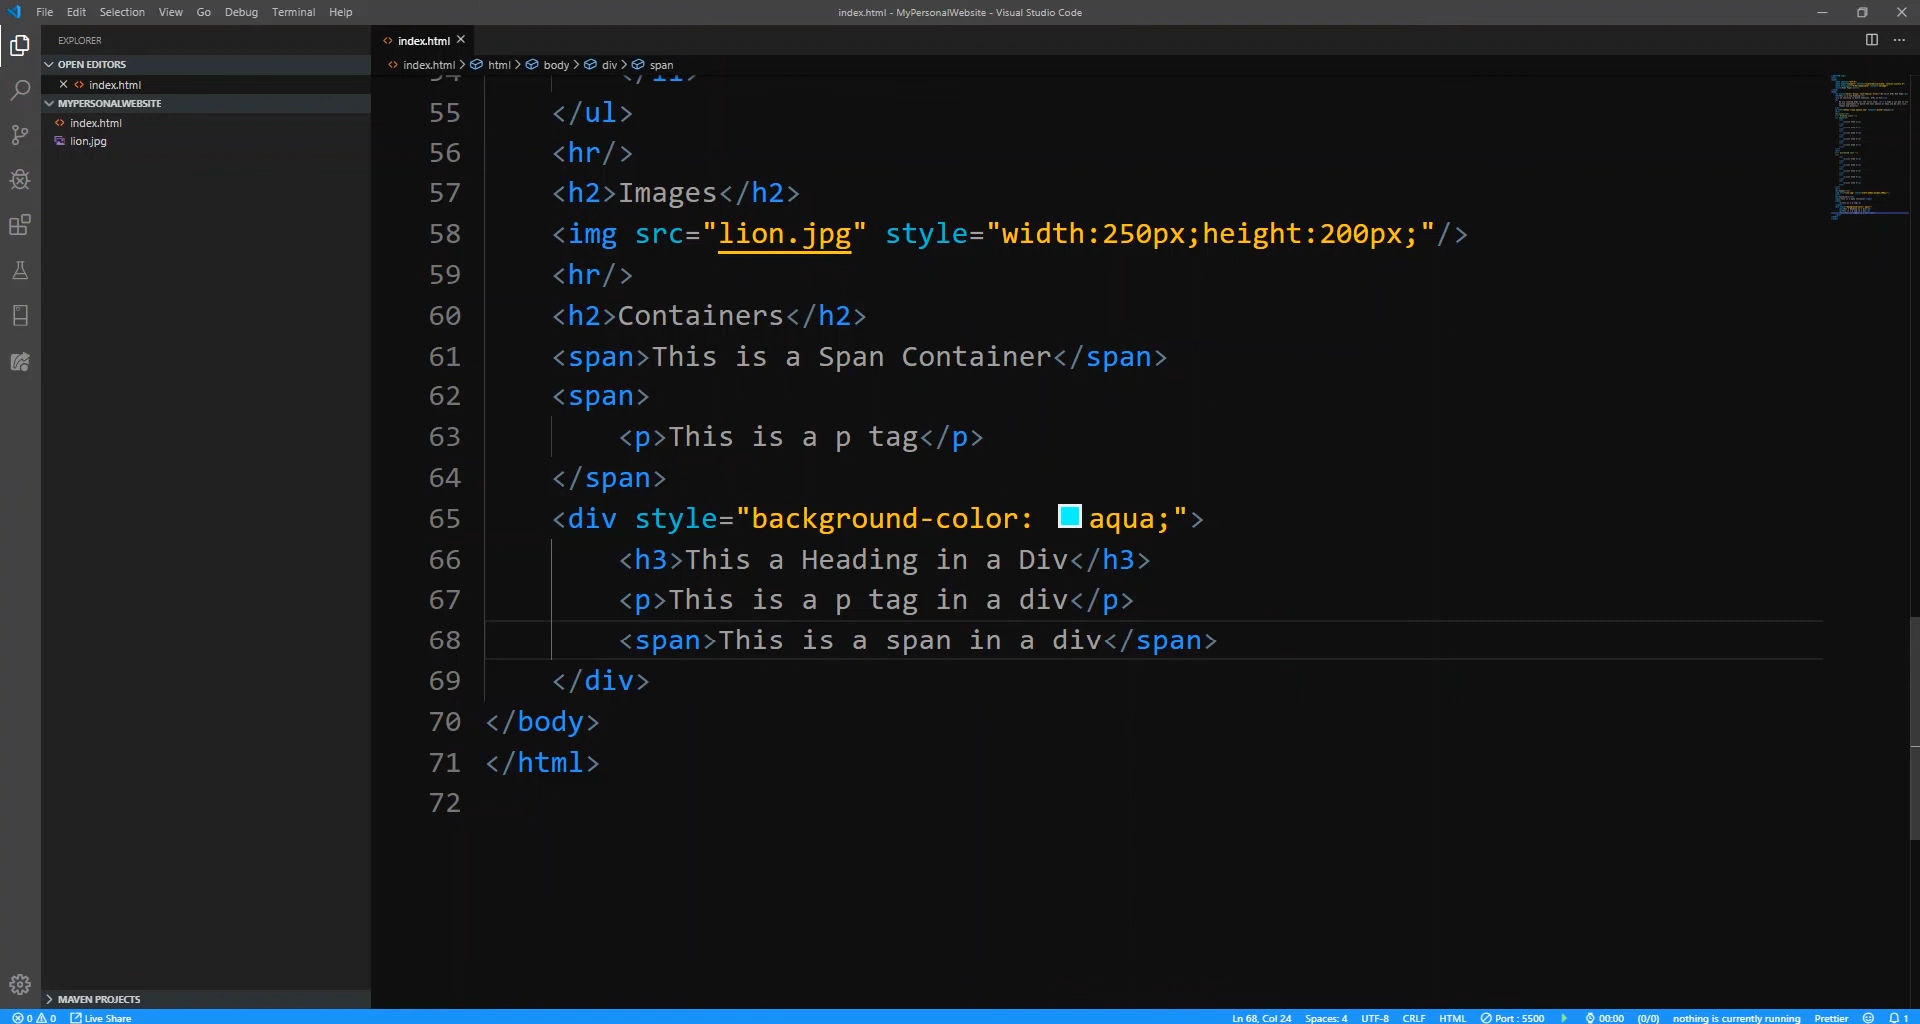 File Edit Selection View Go Debug Terminal Help
index.html - MyPersonalWebsite - Visual Studio Code
EXPLORER
OPEN EDITORS
index.html
MYPERSONALWEBSITE
index.html
lion.jpg
MAVEN PROJECTS
index.html
index.html > html > body > div > span
54 </li>
55 </ul>
56 <hr/>
57 <h2>Images</h2>
58 <img src="lion.jpg" style="width:250px;height:200px;"/>
59 <hr/>
60 <h2>Containers</h2>
61 <span>This is a Span Container</span>
62 <span>
63 <p>This is a p tag</p>
64 </span>
65 <div style="background-color: aqua;">
66 <h3>This a Heading in a Div</h3>
67 <p>This is a p tag in a div</p>
68 <span>This is a span in a div</span>
69 </div>
70 </body>
71 </html>
72
0 0 Live Share
Ln 68, Col 24 Spaces: 4 UTF-8 CRLF HTML Port : 5500 00:00 (0/0) nothing is currently running Prettier 1